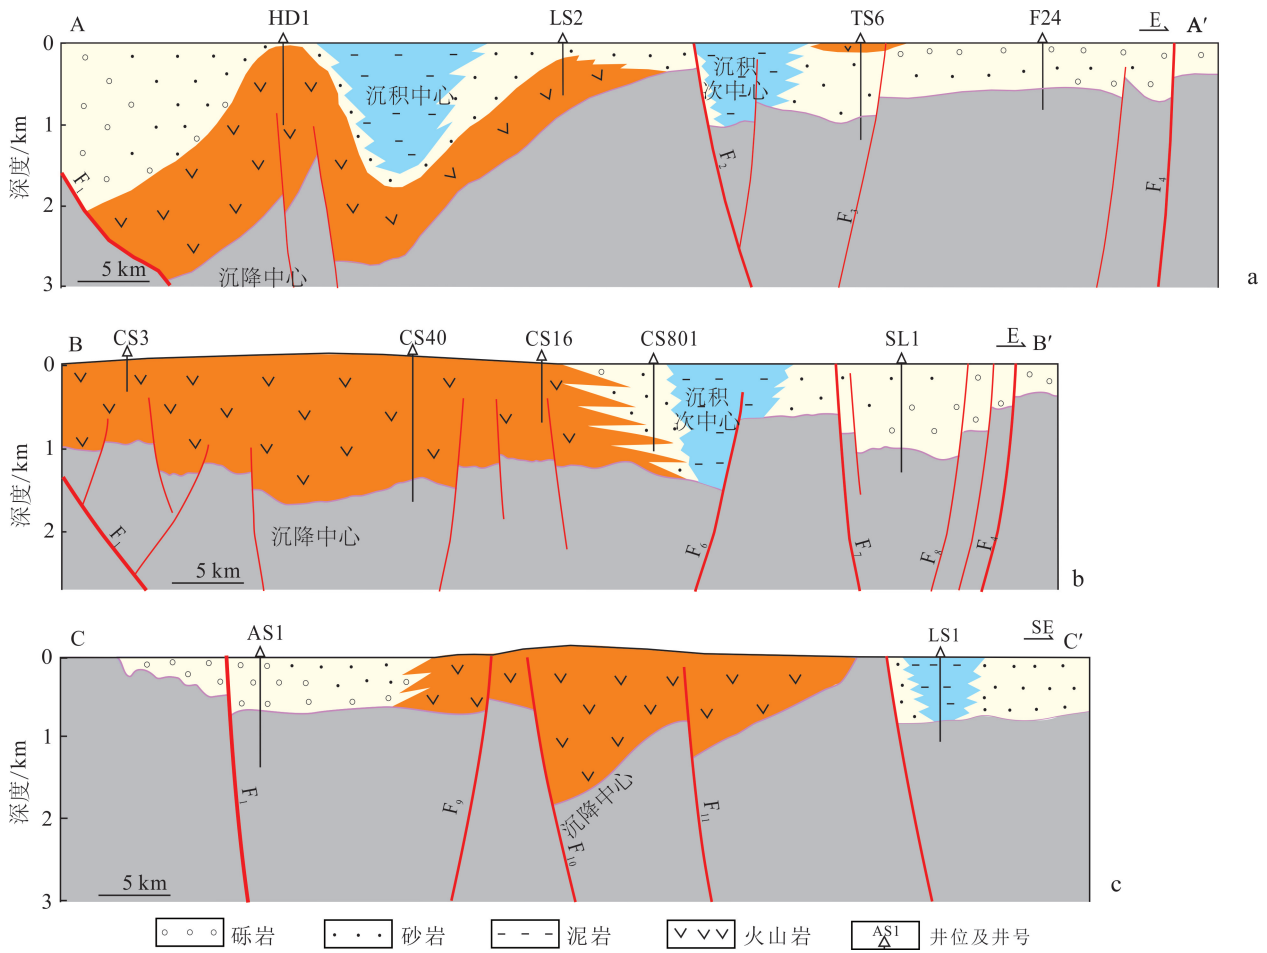 A HD1 LS2 TS6 F24 E A′
0
1
2
3
深度/km
沉积中心
沉积
次中心
F1
F2
F3
F4
沉降中心
5 km
a
B CS3 CS40 CS16 CS801 SL1 E B′
0
1
2
深度/km
沉积
次中心
F1
F6
F7
F8
F4
沉降中心
5 km
b
C AS1 LS1 SE C′
0
1
2
3
深度/km
F1
F9
F10
F11
沉降中心
5 km
c
砾岩 砂岩 泥岩 火山岩 AS1 井位及井号